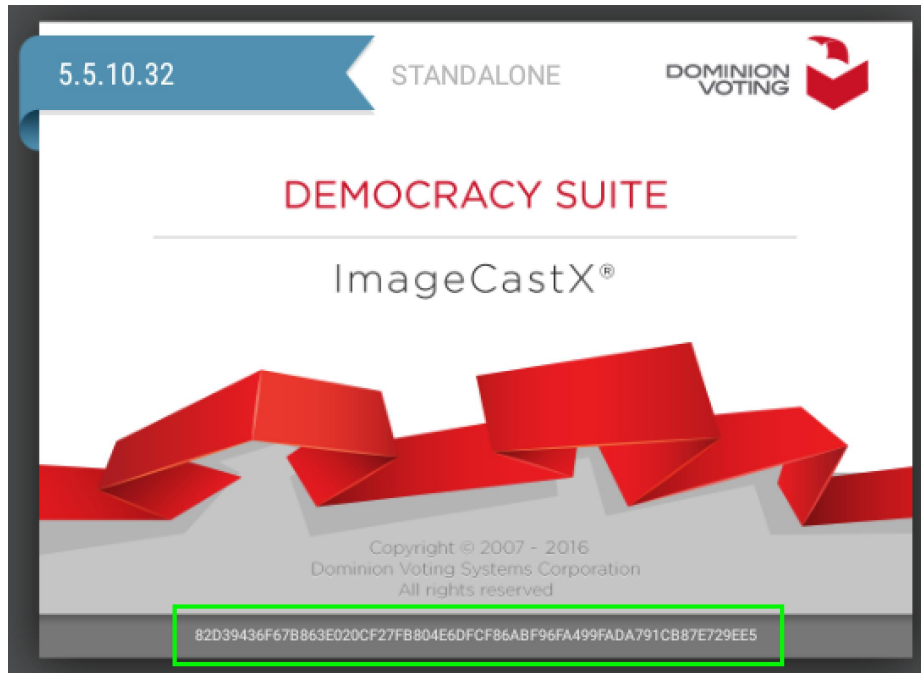 5.5.10.32
STANDALONE
DOMINION
VOTING
DEMOCRACY SUITE
ImageCastX®
Copyright © 2007 - 2016
Dominion Voting Systems Corporation
All rights reserved
82D39436F67B863E020CF27FB804E6DFCF86ABF96FA499FADA791CB87E729EE5